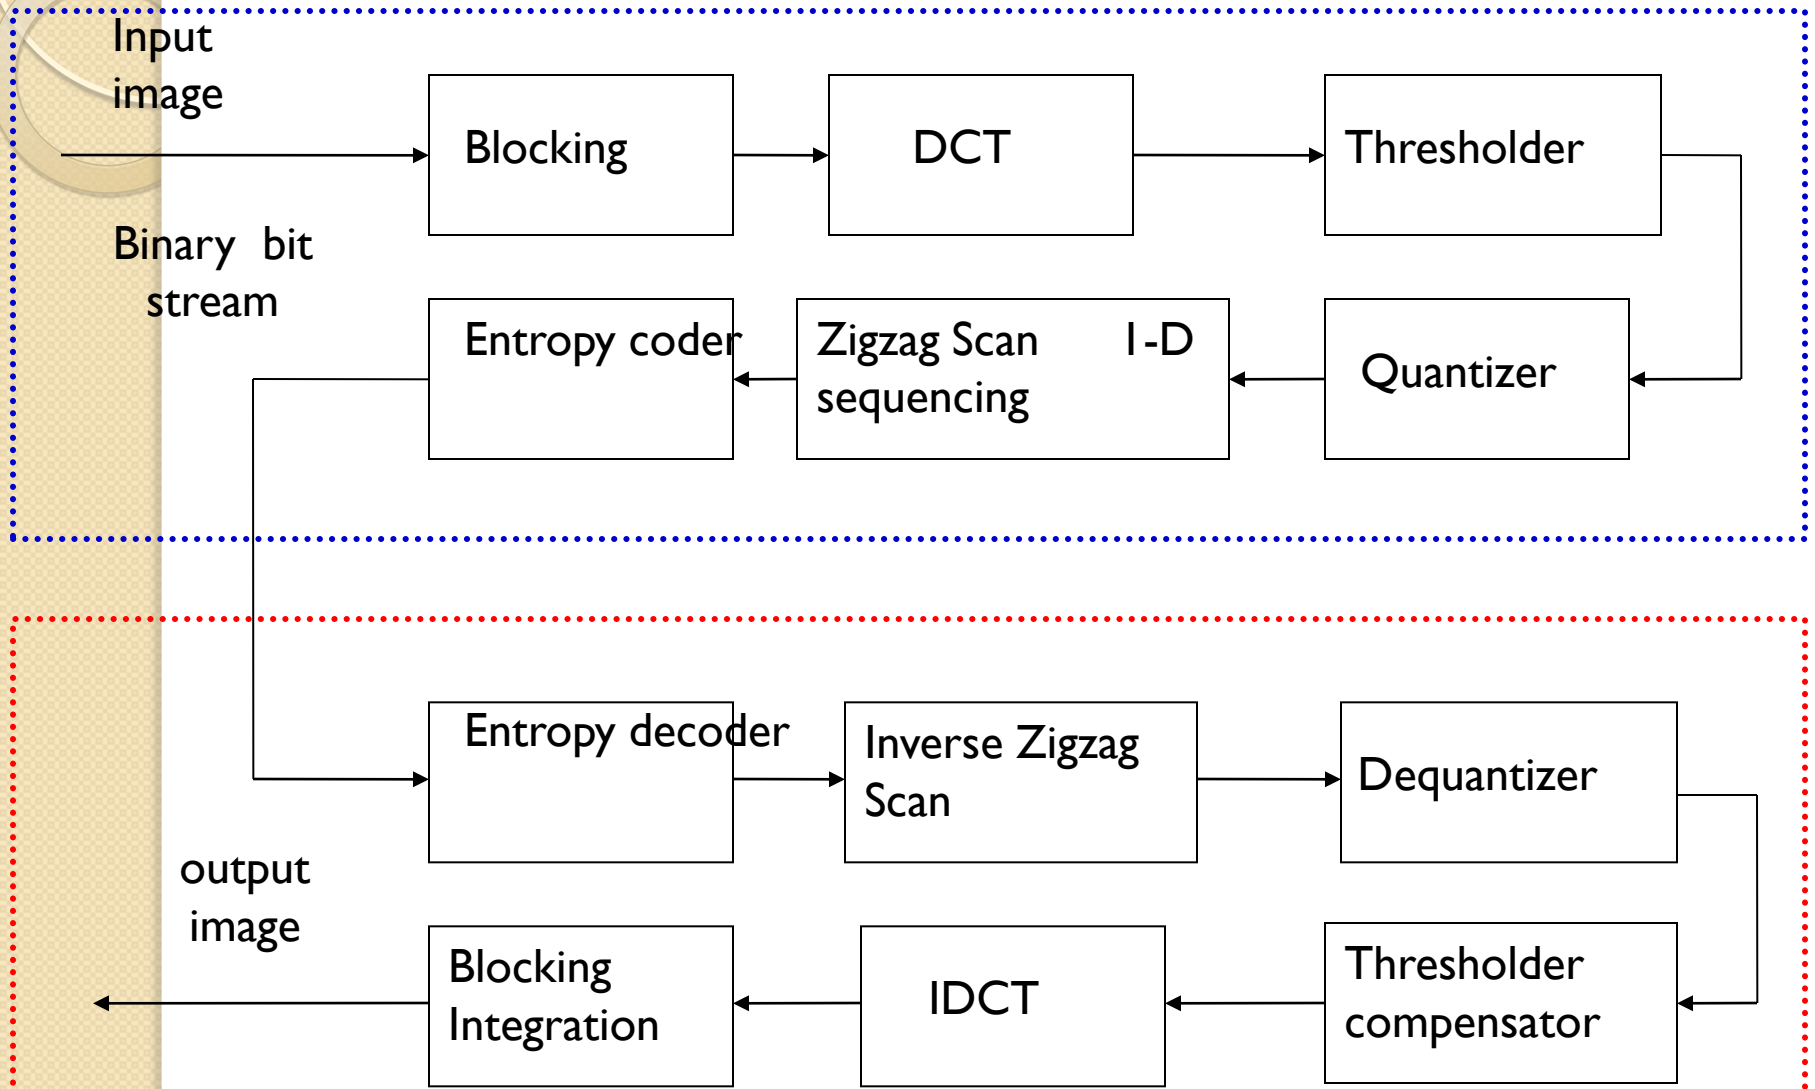 Input
image
Blocking
DCT
Thresholder
Binary bit
stream
Entropy coder
Zigzag Scan 1-D
sequencing
Quantizer
Entropy decoder
Inverse Zigzag
Scan
Dequantizer
output
image
Blocking
Integration
IDCT
Thresholder
compensator